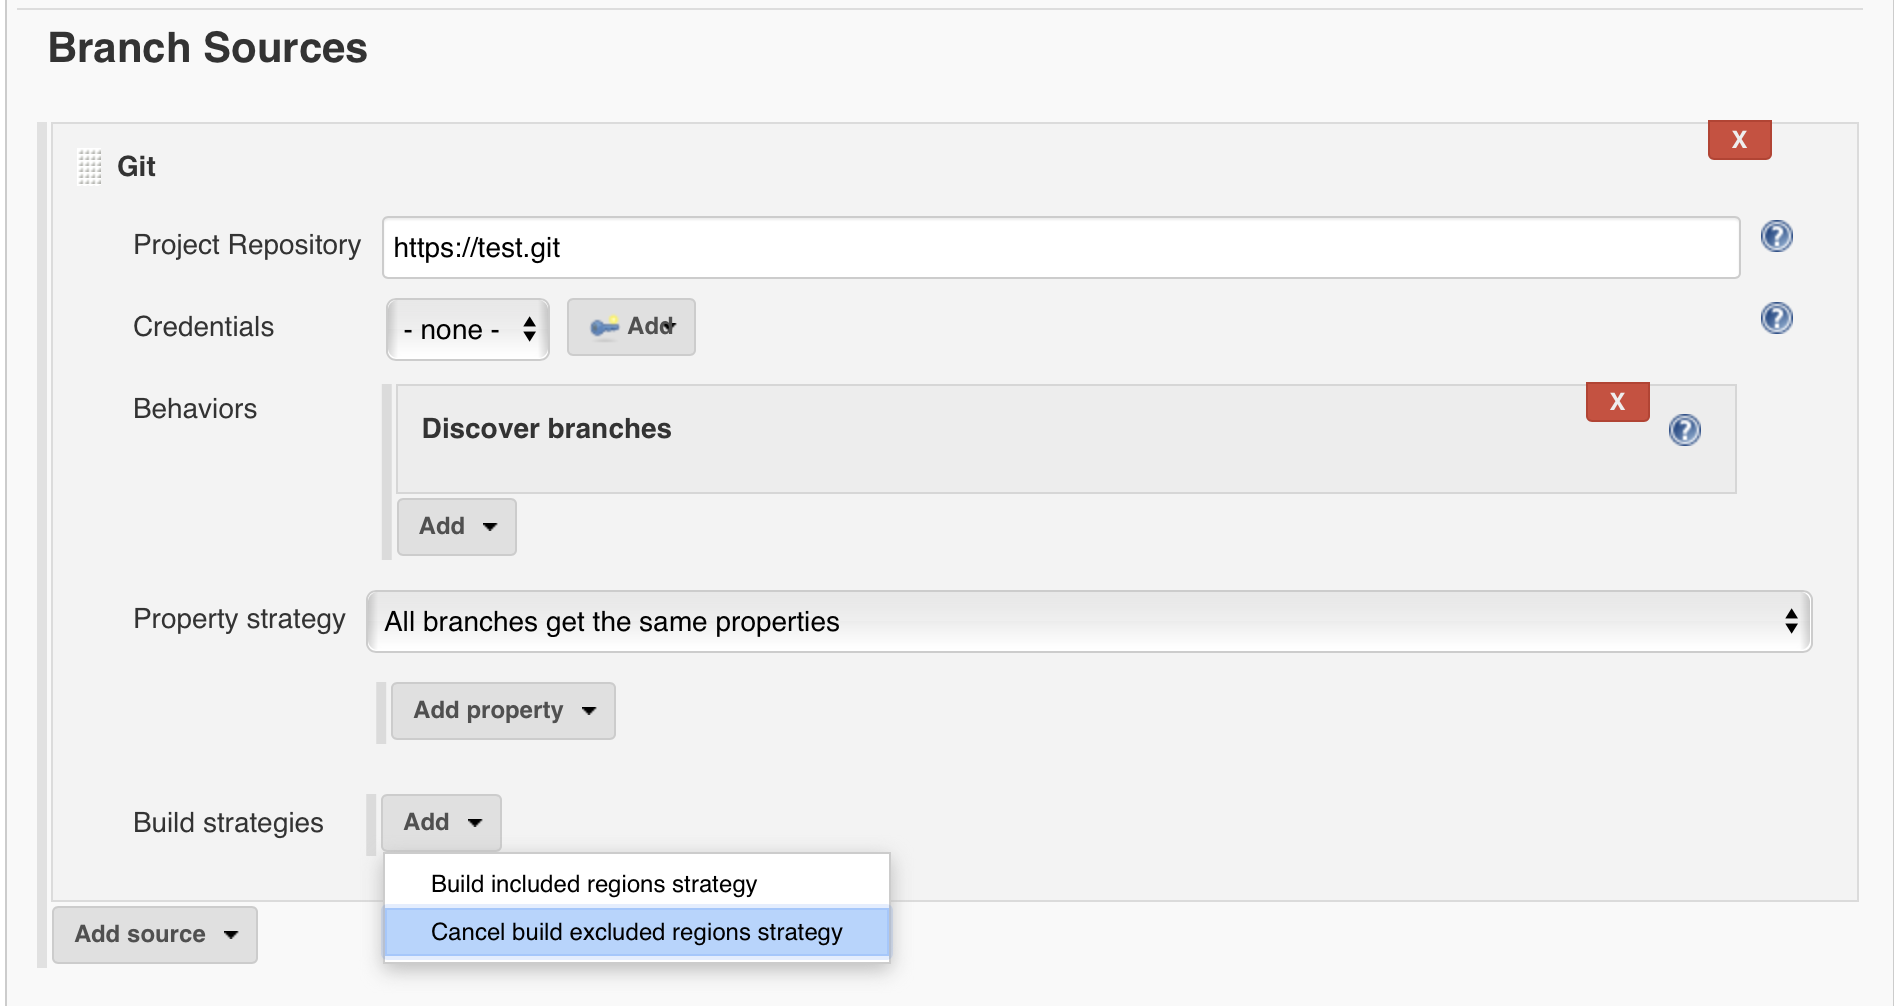 Branch Sources
X
Git
Project Repository https://test.git ?
Credentials - none - Add ?
Behaviors
X
Discover branches ?
Add
Property strategy All branches get the same properties
Add property
Build strategies Add
Build included regions strategy
Cancel build excluded regions strategy
Add source